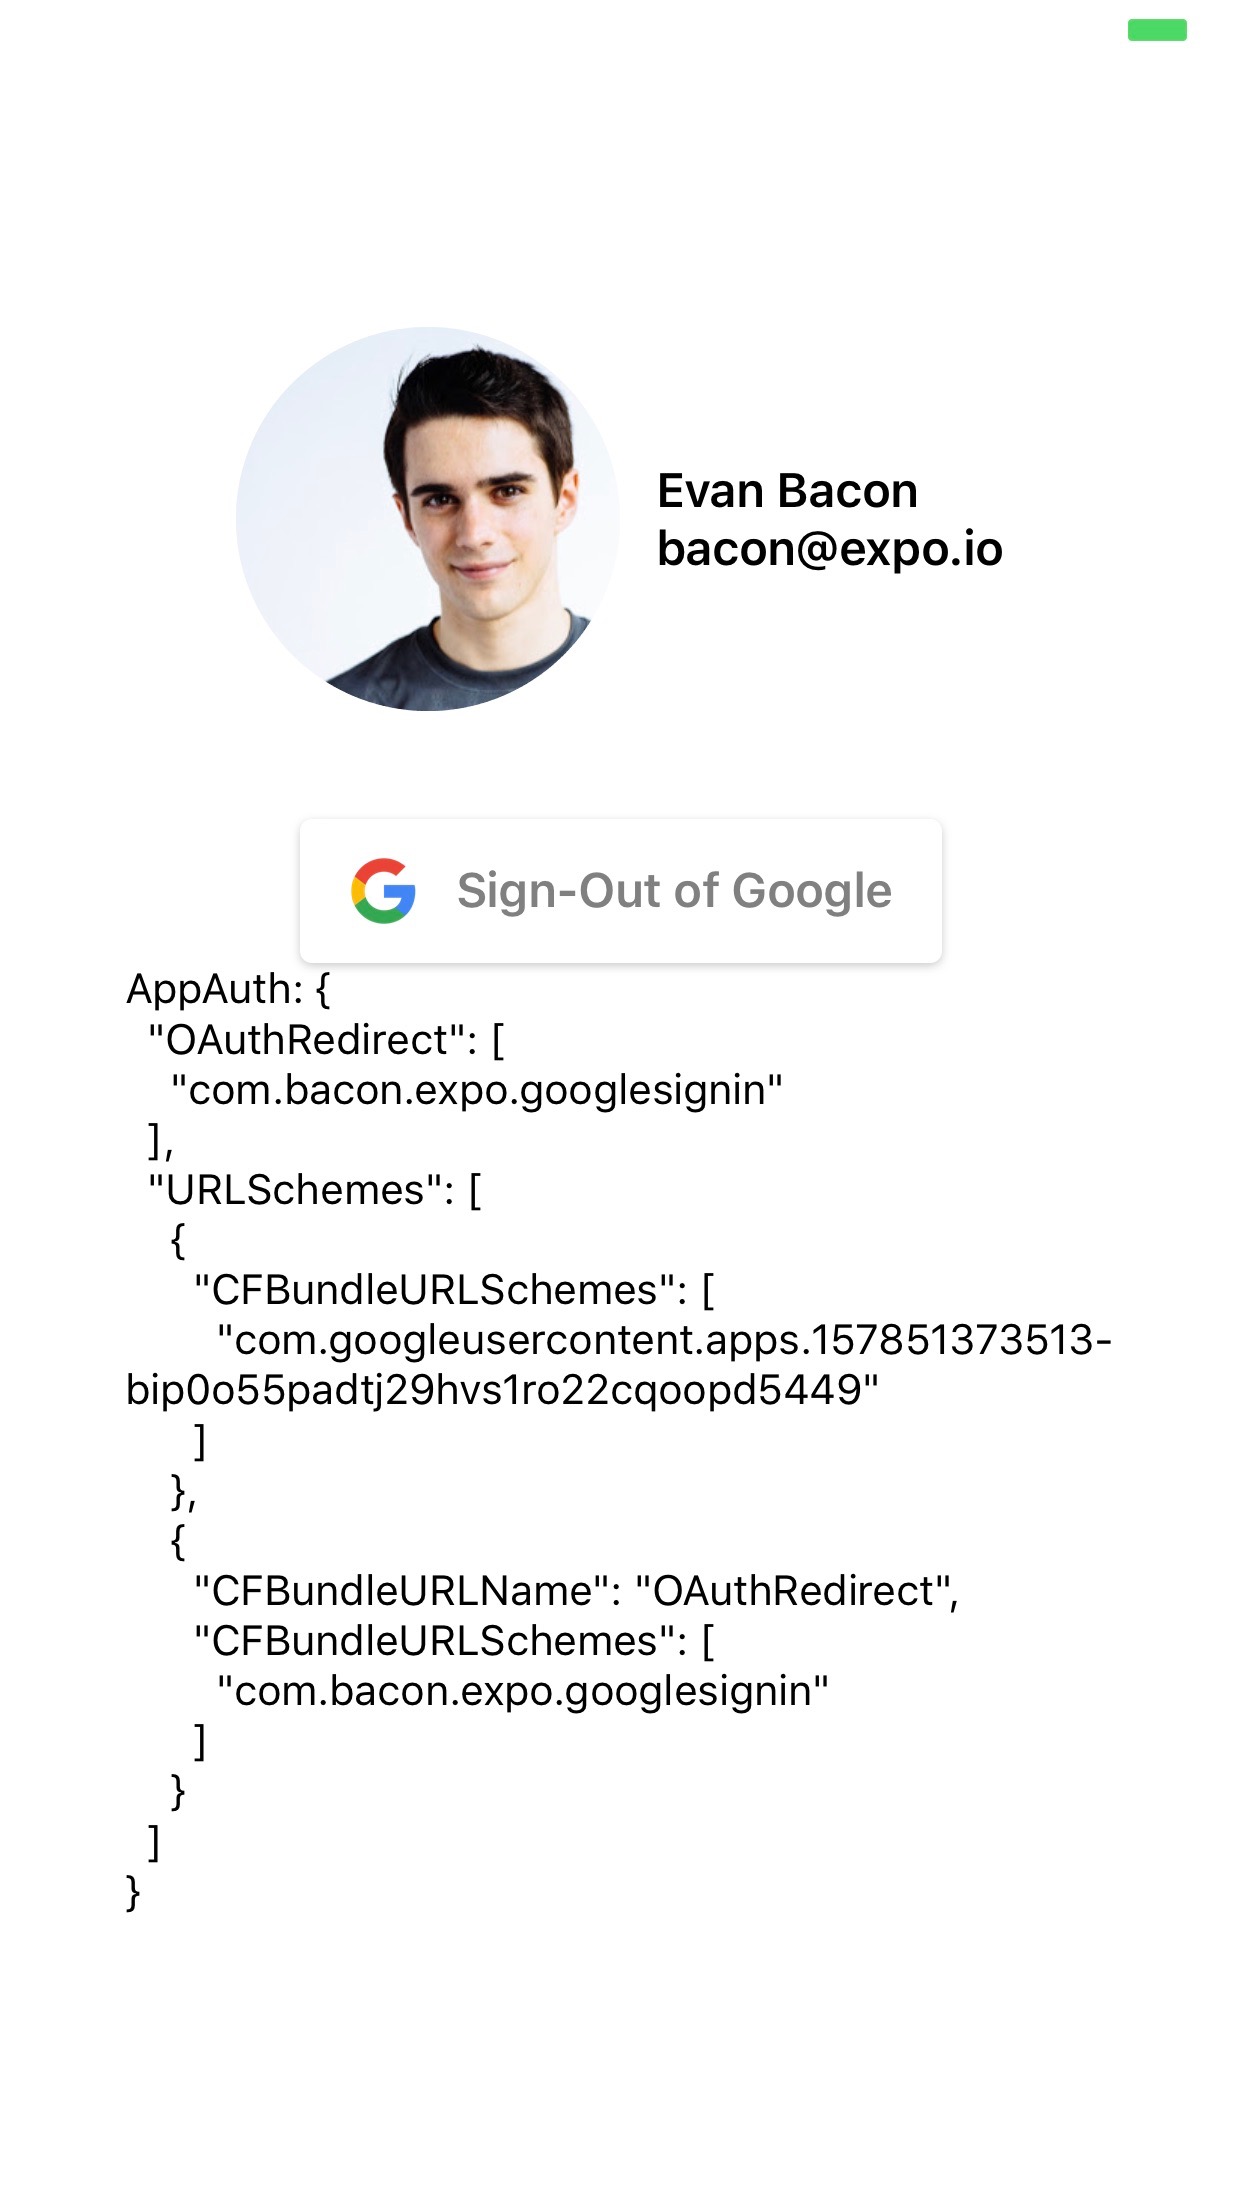 Evan Bacon
bacon@expo.io
Sign-Out of Google
AppAuth: {
  "OAuthRedirect": [
    "com.bacon.expo.googlesignin"
  ],
  "URLSchemes": [
    {
      "CFBundleURLSchemes": [
        "com.googleusercontent.apps.157851373513-
bip0o55padtj29hvs1ro22cqoopd5449"
      ]
    },
    {
      "CFBundleURLName": "OAuthRedirect",
      "CFBundleURLSchemes": [
        "com.bacon.expo.googlesignin"
      ]
    }
  ]
}